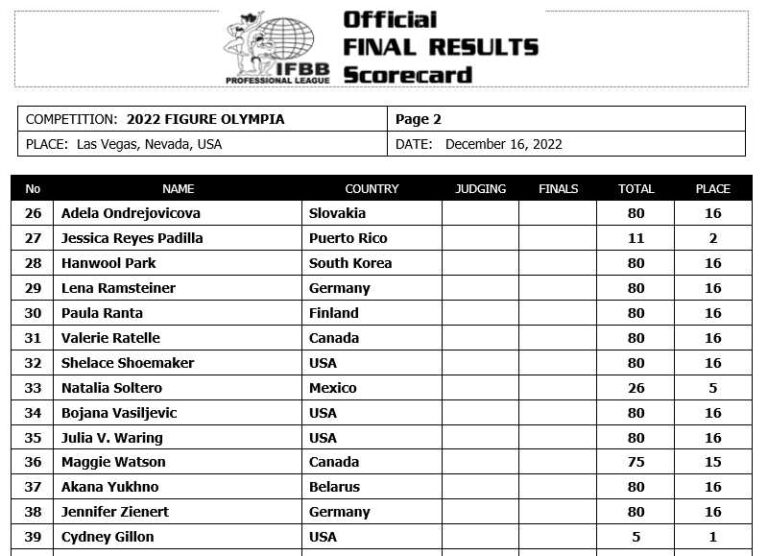 Official
FINAL RESULTS
Scorecard
IFBB
PROFESSIONAL LEAGUE
COMPETITION: 2022 FIGURE OLYMPIA Page 2
PLACE: Las Vegas, Nevada, USA DATE: December 16, 2022
No NAME COUNTRY JUDGING FINALS TOTAL PLACE
26 Adela Ondrejovicova Slovakia 80 16
27 Jessica Reyes Padilla Puerto Rico 11 2
28 Hanwool Park South Korea 80 16
29 Lena Ramsteiner Germany 80 16
30 Paula Ranta Finland 80 16
31 Valerie Ratelle Canada 80 16
32 Shelace Shoemaker USA 80 16
33 Natalia Soltero Mexico 26 5
34 Bojana Vasiljevic USA 80 16
35 Julia V. Waring USA 80 16
36 Maggie Watson Canada 75 15
37 Akana Yukhno Belarus 80 16
38 Jennifer Zienert Germany 80 16
39 Cydney Gillon USA 5 1